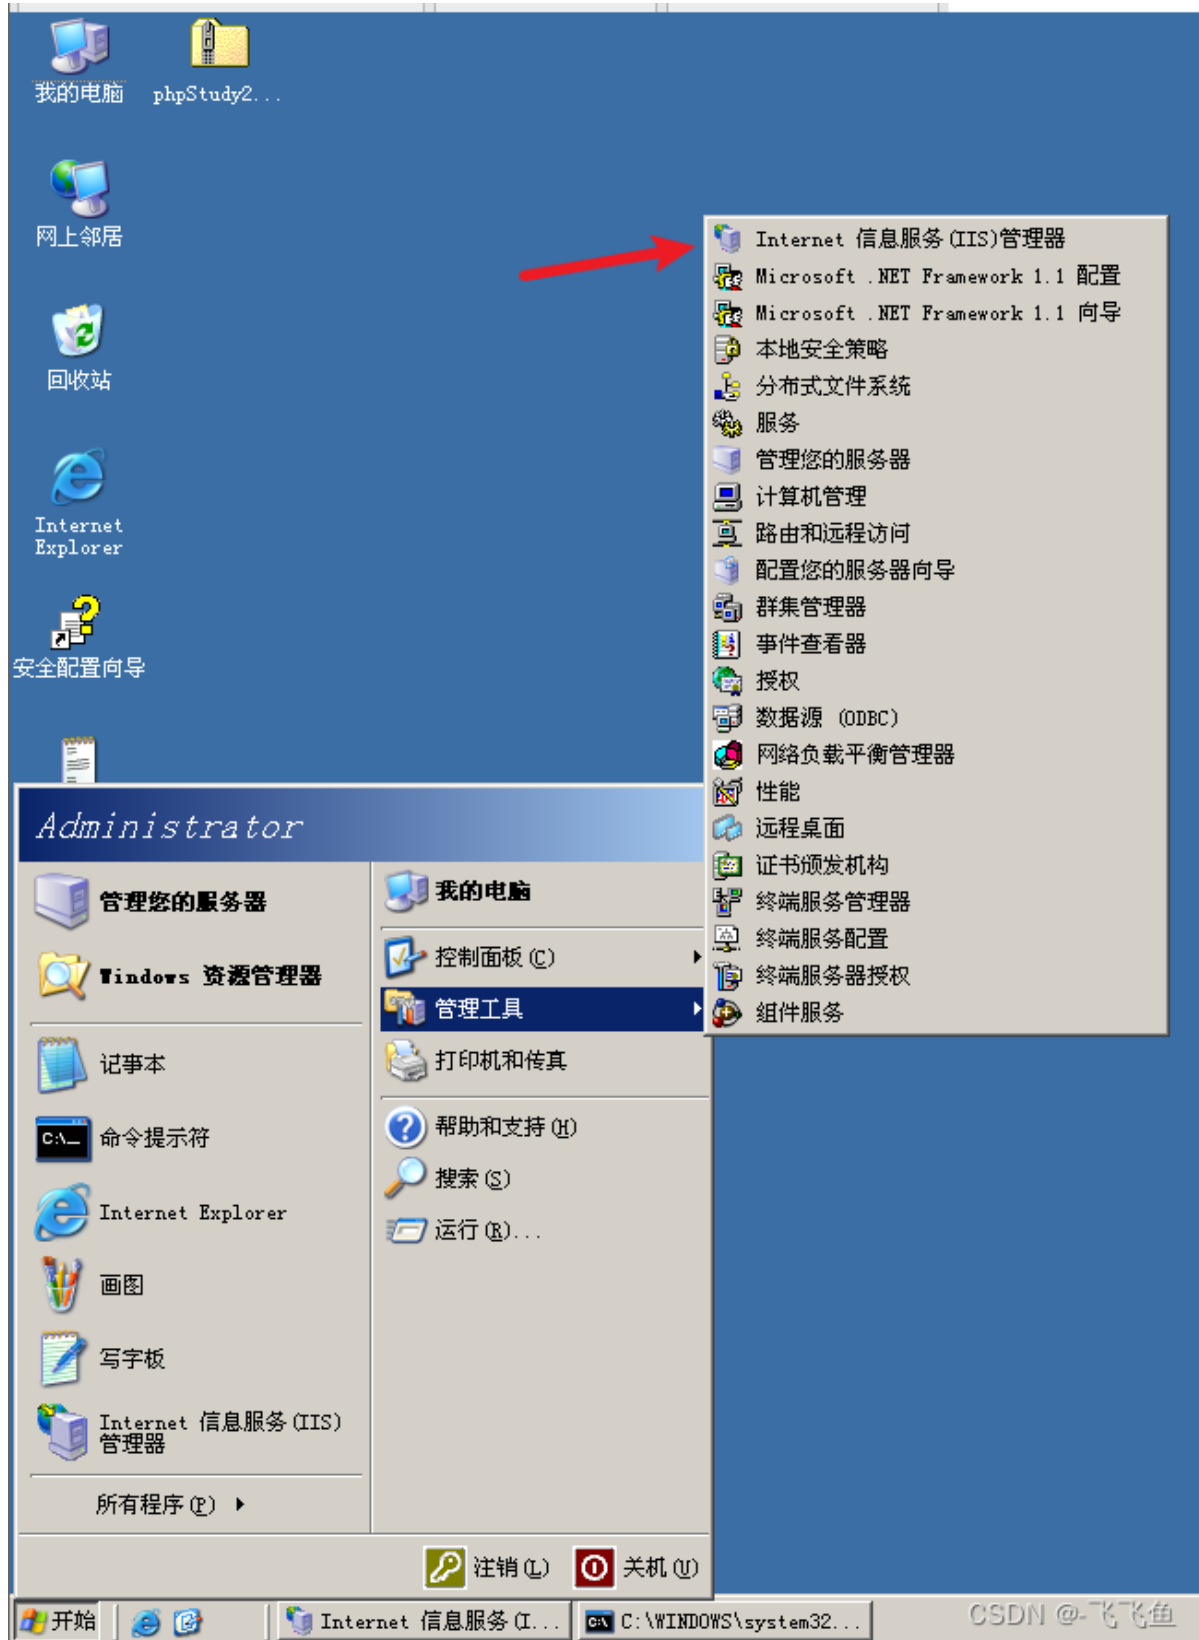 我的电脑
phpStudy2...
网上邻居
回收站
Internet
Explorer
安全配置向导
Internet 信息服务(IIS)管理器
Microsoft .NET Framework 1.1 配置
Microsoft .NET Framework 1.1 向导
本地安全策略
分布式文件系统
服务
管理您的服务器
计算机管理
路由和远程访问
配置您的服务器向导
群集管理器
事件查看器
授权
数据源 (ODBC)
网络负载平衡管理器
性能
远程桌面
证书颁发机构
终端服务管理器
终端服务配置
终端服务器授权
组件服务
Administrator
管理您的服务器
Windows 资源管理器
记事本
C:\_
命令提示符
Internet Explorer
画图
写字板
Internet 信息服务(IIS)
管理器
所有程序(P)
我的电脑
控制面板(C)
管理工具
打印机和传真
帮助和支持(H)
搜索(S)
运行(R)...
注销(L)
关机(U)
开始
Internet 信息服务(I...
C:\WINDOWS\system32...
CSDN @-飞飞鱼